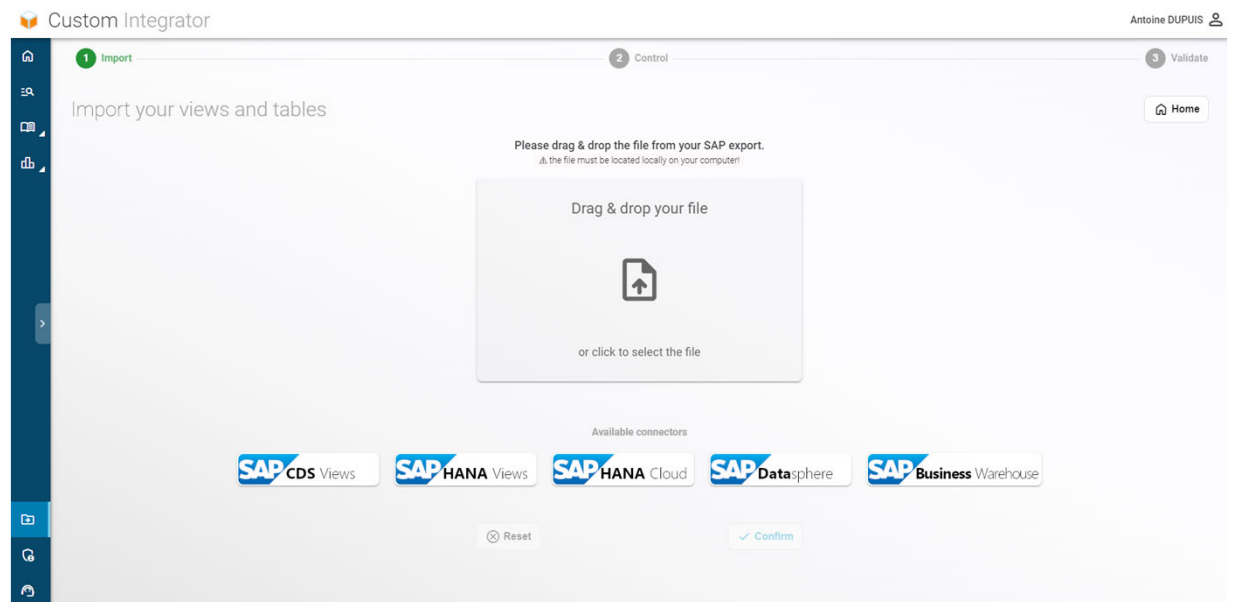 Custom Integrator
Antoine DUPUIS
1 Import
2 Control
3 Validate
Import your views and tables
Home
Please drag & drop the file from your SAP export.
⚠ the file must be located locally on your computer!
Drag & drop your file
or click to select the file
Available connectors
SAP CDS Views
SAP HANA Views
SAP HANA Cloud
SAP Datasphere
SAP Business Warehouse
Reset
Confirm